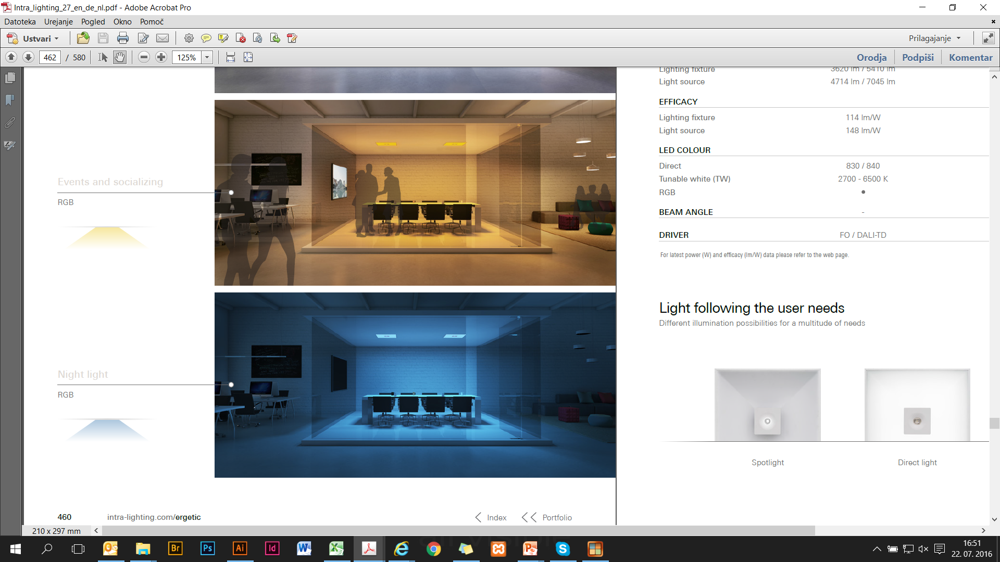 Intra_lighting_27_en_de_nl.pdf - Adobe Acrobat Pro
Datoteka Urejanje Pogled Okno Pomoč
Ustvari
Prilagajanje
462 / 580
125%
Orodja Podpiši Komentar
Events and socializing
RGB
Night light
RGB
460 intra-lighting.com/ergetic
Index Portfolio
Lighting fixture 3620 lm / 5410 lm
Light source 4714 lm / 7045 lm
EFFICACY
Lighting fixture 114 lm/W
Light source 148 lm/W
LED COLOUR
Direct 830 / 840
Tunable white (TW) 2700 - 6500 K
RGB •
BEAM ANGLE -
DRIVER FO / DALI-TD
For latest power (W) and efficacy (lm/W) data please refer to the web page.
Light following the user needs
Different illumination possibilities for a multitude of needs
Spotlight Direct light
210 x 297 mm
Br Ps Ai Id
16:51
22. 07. 2016